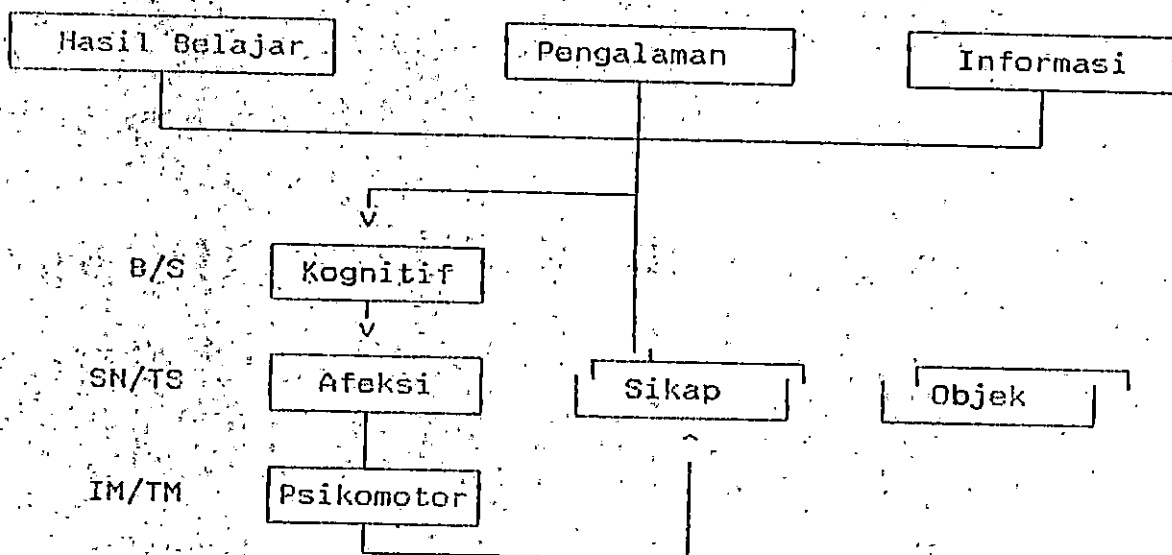 Hasil Belajar
Pengalaman
Informasi
B/S Kognitif
SN/TS Afeksi Sikap Objek
IM/TM Psikomotor